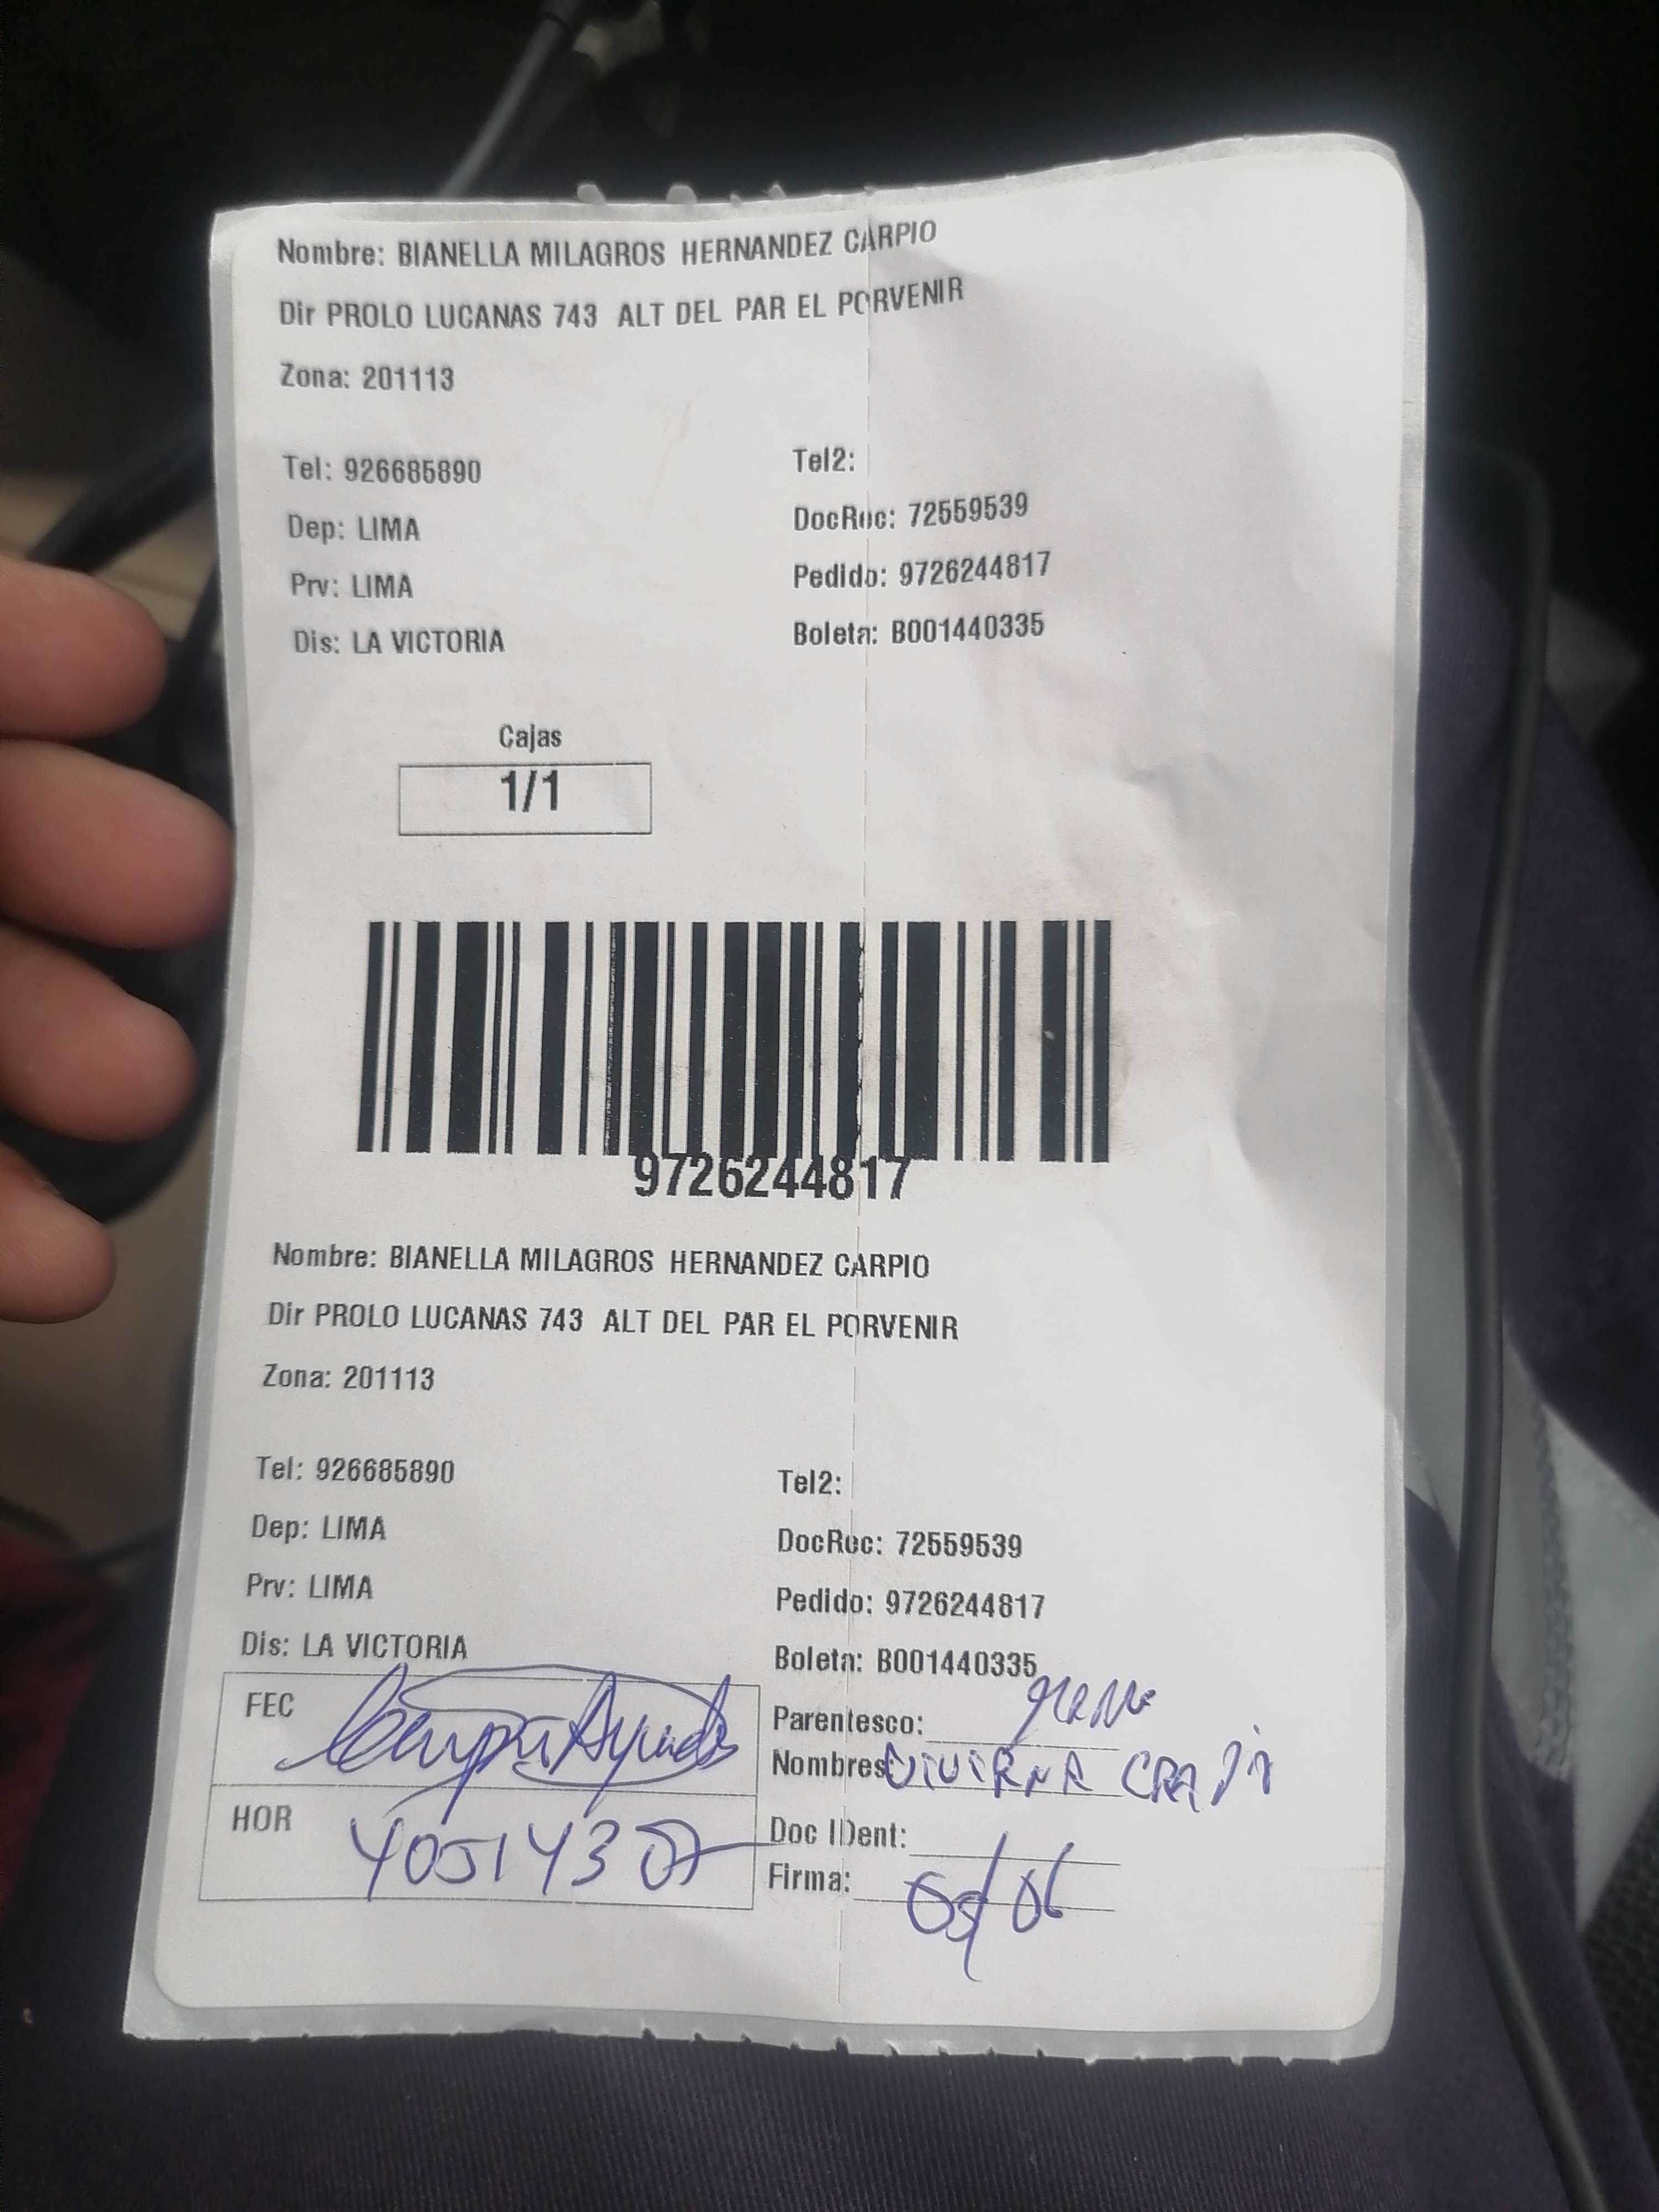 Nombre: BIANELLA MILAGROS HERNANDEZ CARPIO
Dir PROLO LUCANAS 743 ALT DEL PAR EL PORVENIR
Zona: 201113
Tel: 926685890 Tel2:
Dep: LIMA DocRec: 72559539
Prv: LIMA Pedido: 9726244817
Dis: LA VICTORIA Boleta: B001440335
Cajas
1/1
9726244817
Nombre: BIANELLA MILAGROS HERNANDEZ CARPIO
Dir PROLO LUCANAS 743 ALT DEL PAR EL PORVENIR
Zona: 201113
Tel: 926685890 Tel2:
Dep: LIMA DocRec: 72559539
Prv: LIMA Pedido: 9726244817
Dis: LA VICTORIA Boleta: B001440335
FEC Parentesco:
Nombres:
HOR Doc IDent:
Firma: 05/06